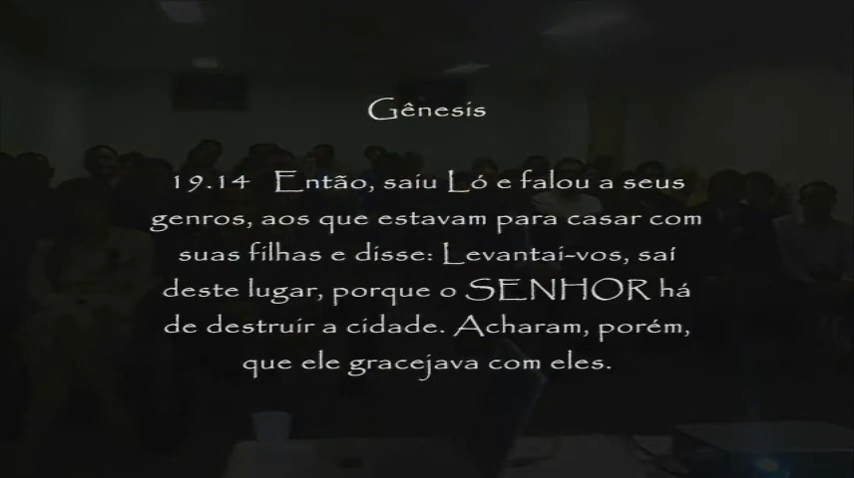 Gênesis
19.14 Então, saiu Ló e falou a seus
genros, aos que estavam para casar com
suas filhas e disse: Levantai-vos, saí
deste lugar, porque o SENHOR há
de destruir a cidade. Acharam, porém,
que ele gracejava com eles.